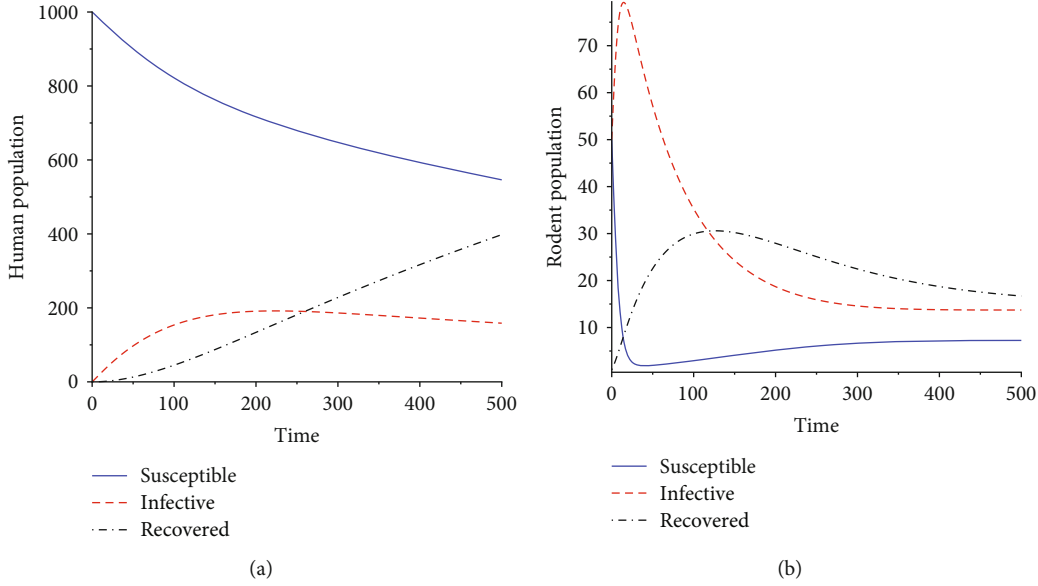 1000
800
600
400
200
0
Human population
0 100 200 300 400 500
Time
Susceptible
Infective
Recovered
(a)
70
60
50
40
30
20
10
Rodent population
0 100 200 300 400 500
Time
Susceptible
Infective
Recovered
(b)